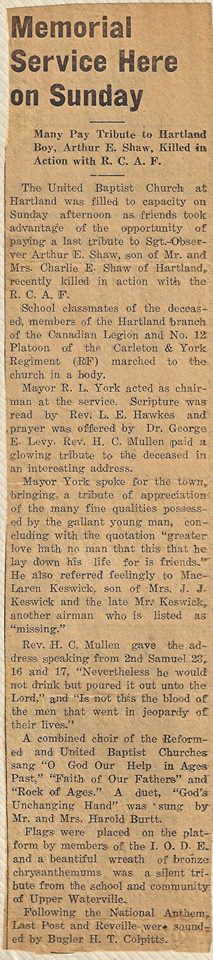 Memorial
Service Here
on Sunday
Many Pay Tribute to Hartland
Boy, Arthur E. Shaw, Killed in
Action with R. C. A. F.
The United Baptist Church at
Hartland was filled to capacity on
Sunday afternoon as friends took
advantage of the opportunity of
paying a last tribute to Sgt.-Obser-
ver Arthur E. Shaw, son of Mr. and
Mrs. Charlie E. Shaw of Hartland,
recently killed in action with the
R. C. A. F.
School classmates of the deceas-
ed, members of the Hartland branch
of the Canadian Legion and No. 12
Platoon of the Carleton & York
Regiment (RF) marched to the
church in a body.
Mayor R. L. York acted as chair-
man at the service. Scripture was
read by Rev. L. E. Hawkes and
prayer was offered by Dr. George
E. Levy. Rev. H. C. Mullen paid a
glowing tribute to the deceased in
an interesting address.
Mayor York spoke for the town,
bringing a tribute of appreciation
of the many fine qualities possess-
ed by the gallant young man, con-
cluding with the quotation "greater
love hath no man that this that he
lay down his life for is friends."
He also referred feelingly to Mac-
Laren Keswick, son of Mrs. J. J.
Keswick and the late Mr. Keswick,
another airman who is listed as
"missing."
Rev. H. C. Mullen gave the ad-
dress speaking from 2nd Samuel 23,
16 and 17, "Nevertheless he would
not drink but poured it out unto the
Lord," and "Is not this the blood of
the men that went in jeopardy of
their lives."
A combined choir of the Reform-
ed and United Baptist Churches
sang "O God Our Help in Ages
Past," "Faith of Our Fathers" and
"Rock of Ages." A duet, "God's
Unchanging Hand" was sung by
Mr. and Mrs. Harold Burtt.
Flags were placed on the plat-
form by members of the I. O. D. E.
and a beautiful wreath of bronze
chrysanthemums was a silent tri-
bute from the school and community
of Upper Waterville.
Following the National Anthem,
Last Post and Reveille were sound-
ed by Bugler H. T. Colpitts.